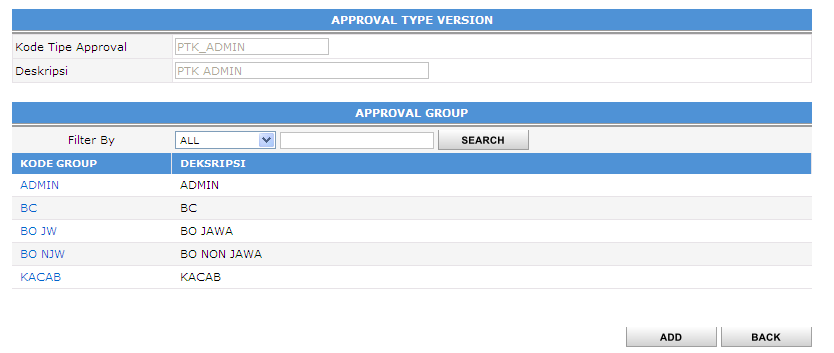 APPROVAL TYPE VERSION
Kode Tipe Approval PTK_ADMIN
Deskripsi PTK ADMIN
APPROVAL GROUP
Filter By ALL SEARCH
KODE GROUP DEKSRIPSI
ADMIN ADMIN
BC BC
BO JW BO JAWA
BO NJW BO NON JAWA
KACAB KACAB
ADD BACK